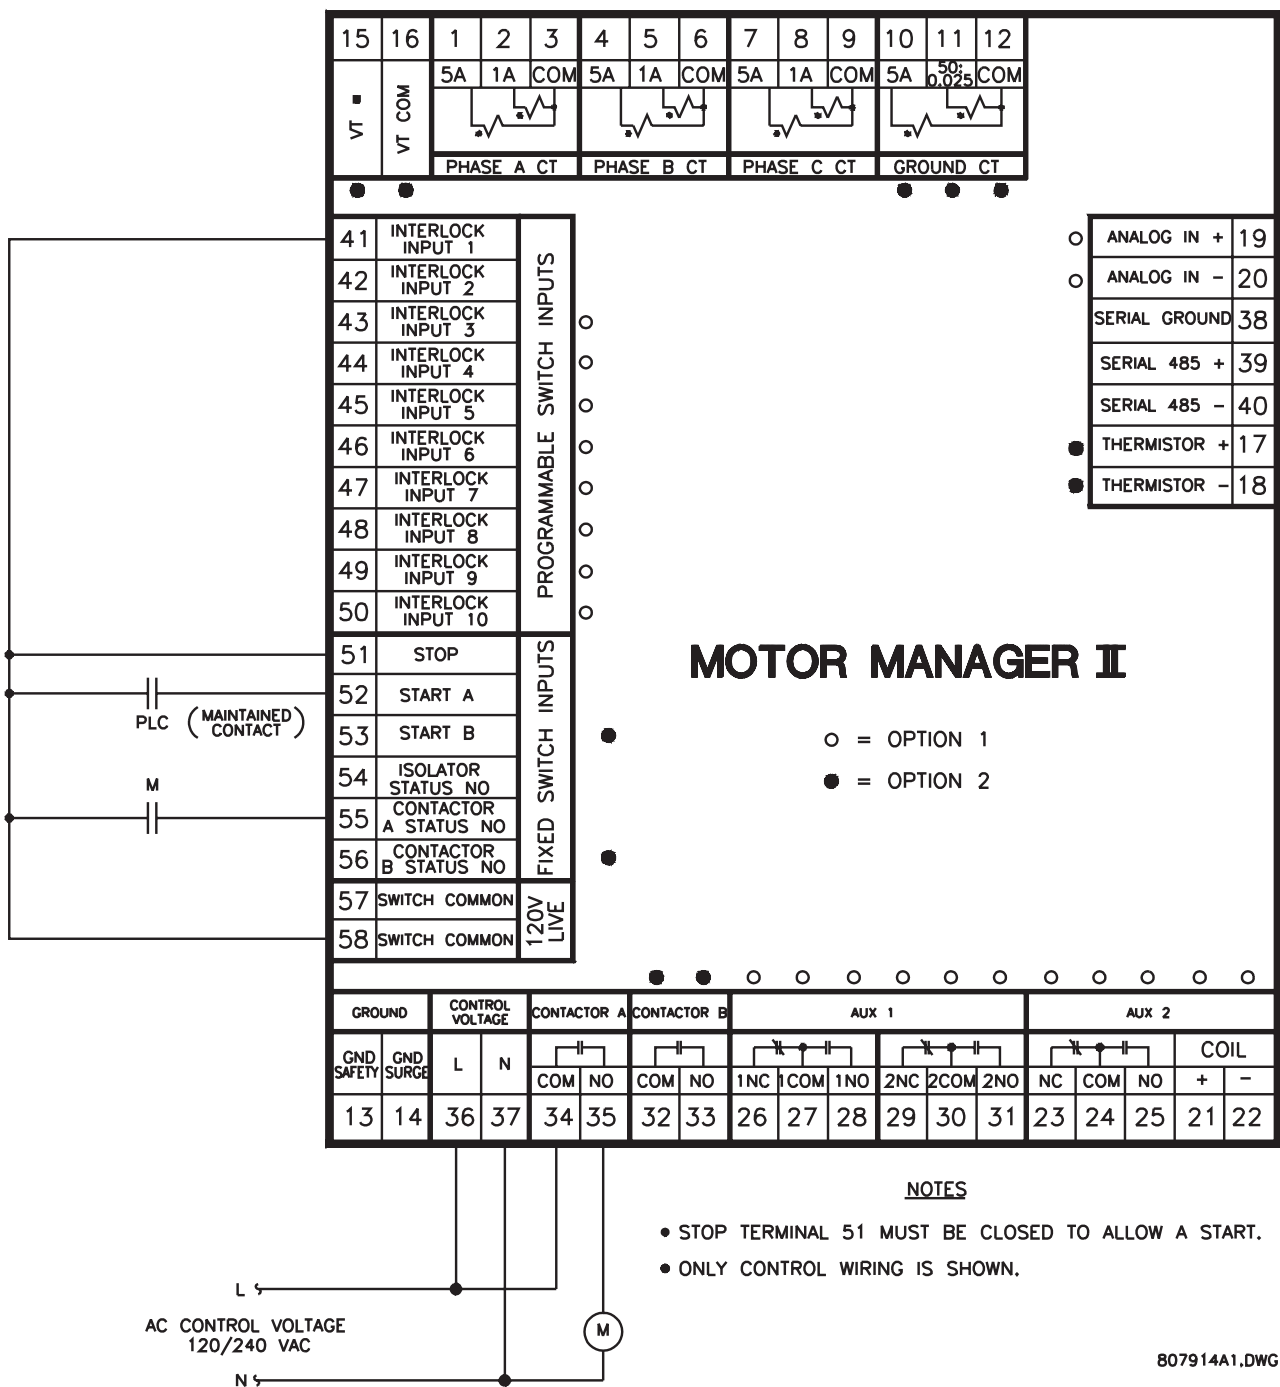 15 16 1 2 3 4 5 6 7 8 9 10 11 12
5A 1A COM 5A 1A COM 5A 1A COM 5A 50: 0.025 COM
VT ■
VT COM
PHASE A CT PHASE B CT PHASE C CT GROUND CT
41 INTERLOCK INPUT 1
42 INTERLOCK INPUT 2
43 INTERLOCK INPUT 3
44 INTERLOCK INPUT 4
45 INTERLOCK INPUT 5
46 INTERLOCK INPUT 6
47 INTERLOCK INPUT 7
48 INTERLOCK INPUT 8
49 INTERLOCK INPUT 9
50 INTERLOCK INPUT 10
PROGRAMMABLE SWITCH INPUTS
51 STOP
52 START A
53 START B
54 ISOLATOR STATUS NO
55 CONTACTOR A STATUS NO
56 CONTACTOR B STATUS NO
FIXED SWITCH INPUTS
57 SWITCH COMMON
58 SWITCH COMMON
120V LIVE
PLC (MAINTAINED CONTACT)
M
ANALOG IN + 19
ANALOG IN - 20
SERIAL GROUND 38
SERIAL 485 + 39
SERIAL 485 - 40
THERMISTOR + 17
THERMISTOR - 18
MOTOR MANAGER II
○ = OPTION 1
● = OPTION 2
GROUND CONTROL VOLTAGE CONTACTOR A CONTACTOR B AUX 1 AUX 2
COIL
GND SAFETY GND SURGE L N COM NO COM NO 1NC 1COM 1NO 2NC 2COM 2NO NC COM NO + -
13 14 36 37 34 35 32 33 26 27 28 29 30 31 23 24 25 21 22
NOTES
● STOP TERMINAL 51 MUST BE CLOSED TO ALLOW A START.
● ONLY CONTROL WIRING IS SHOWN.
L
AC CONTROL VOLTAGE
120/240 VAC
N
M
807914A1.DWG